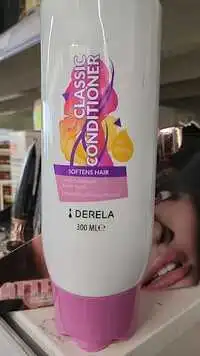 CLASSIC
CONDITIONER
SOFTENS HAIR
DERELA
300 ML℮